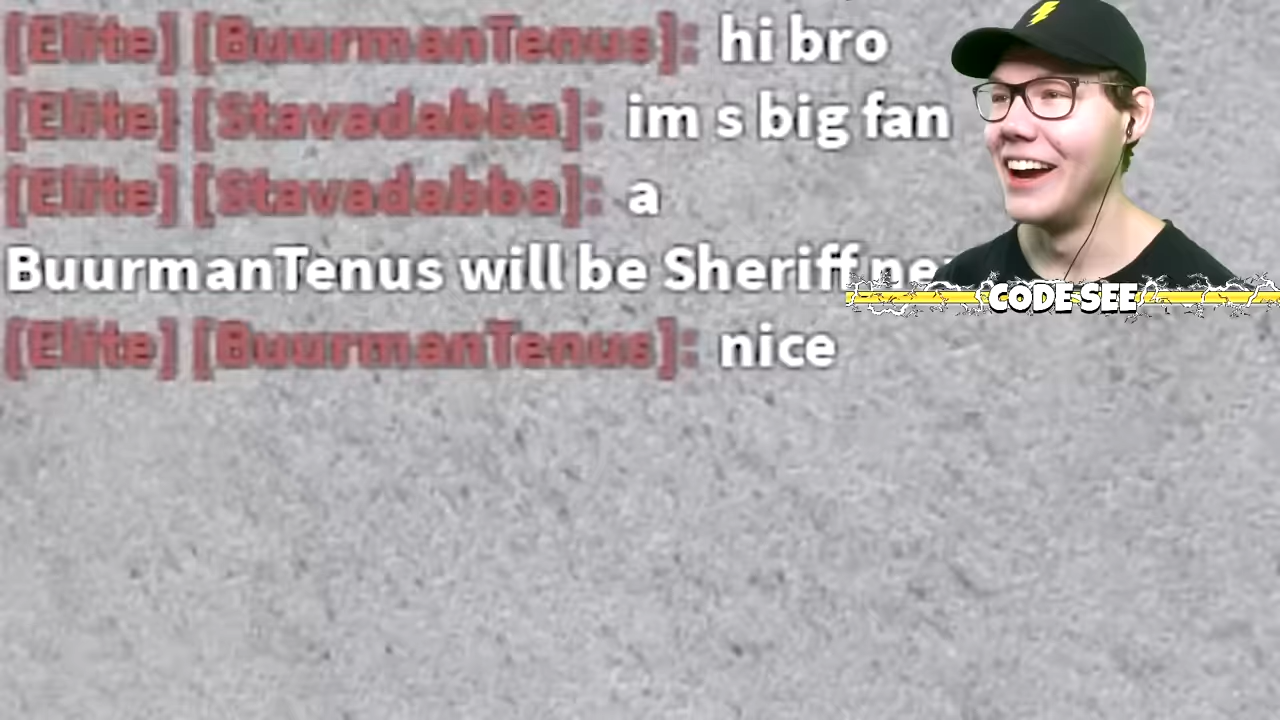 [Elite] [BuurmanTenus]: hi bro
[Elite] [Stavadabba]: im s big fan
[Elite] [Stavadabba]: a
BuurmanTenus will be Sheriff
CODE SEE
[Elite] [BuurmanTenus]: nice